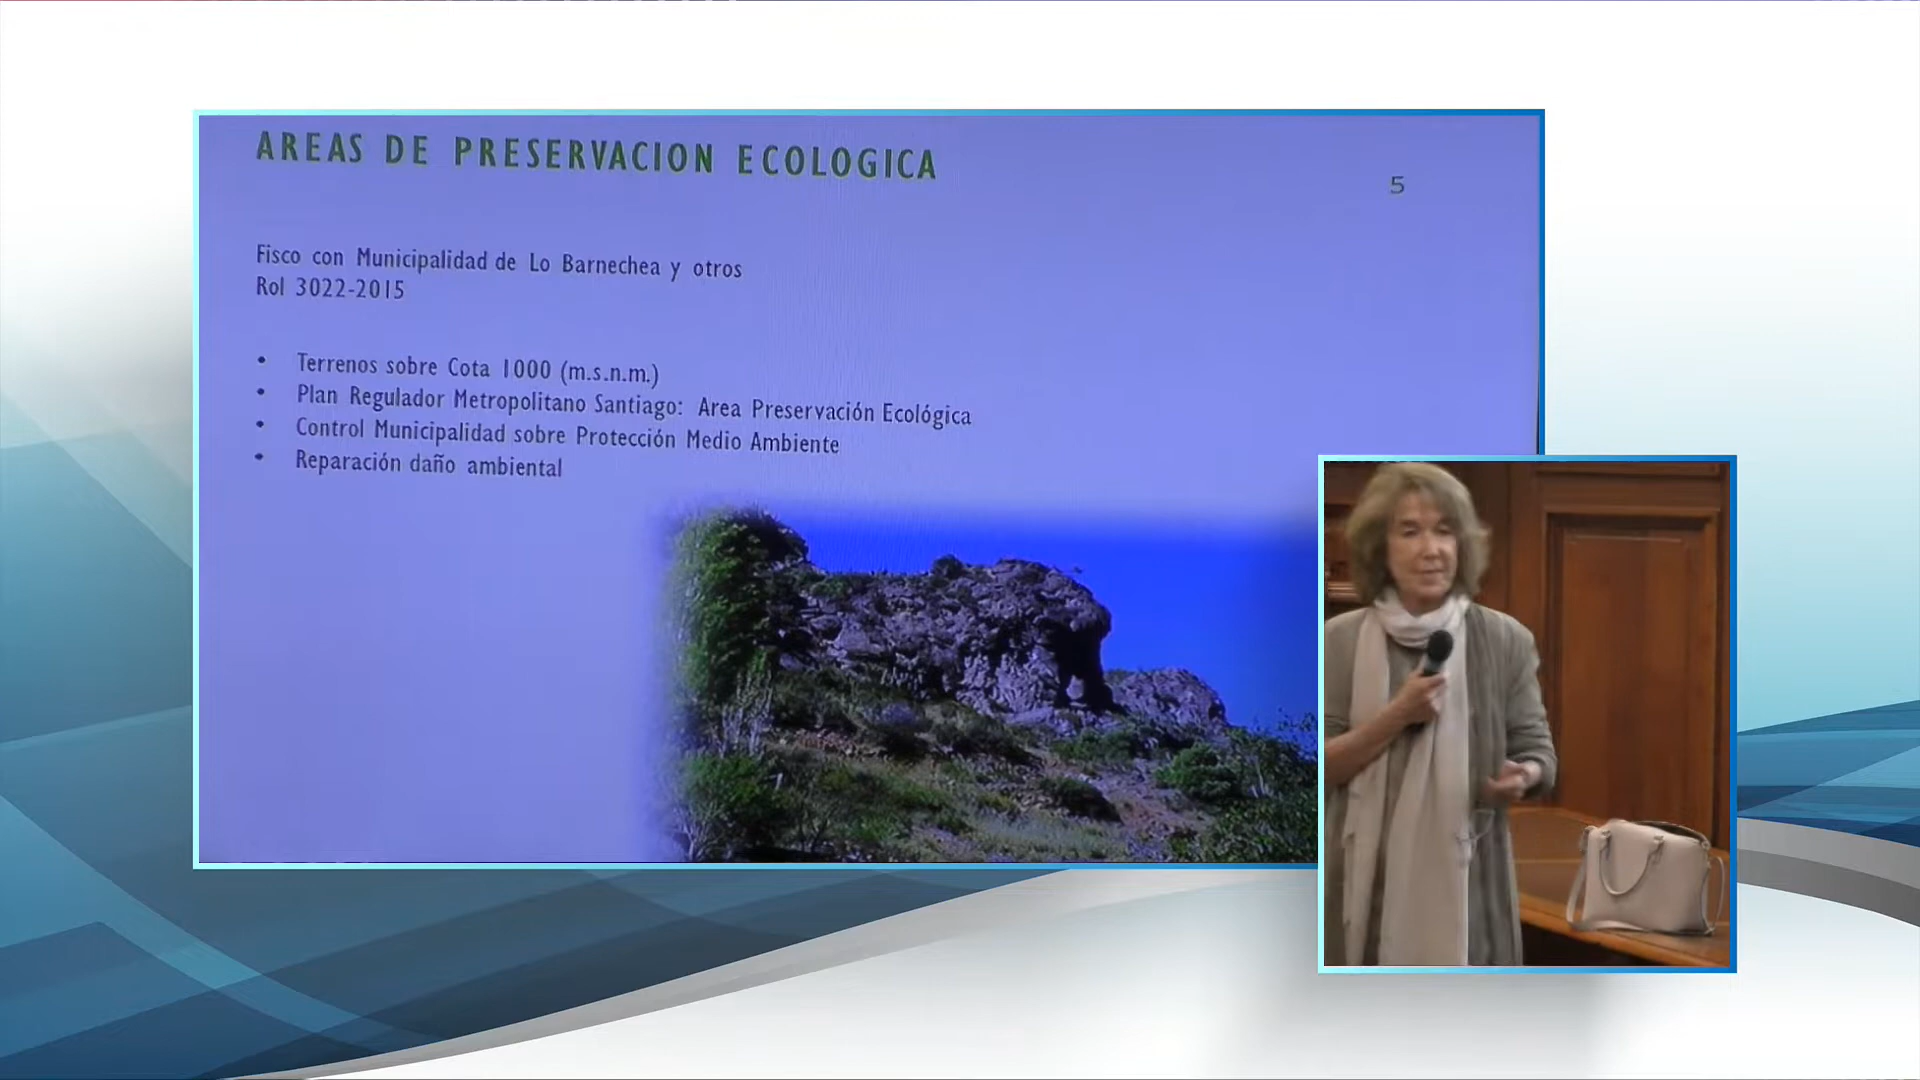 AREAS DE PRESERVACION ECOLOGICA
5
Fisco con Municipalidad de Lo Barnechea y otros
Rol 3022-2015
• Terrenos sobre Cota 1000 (m.s.n.m.)
• Plan Regulador Metropolitano Santiago: Area Preservación Ecológica
• Control Municipalidad sobre Protección Medio Ambiente
• Reparación daño ambiental